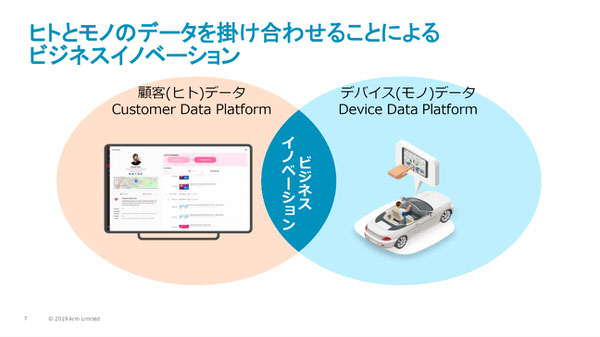 ヒトとモノのデータを掛け合わせることによる
ビジネスイノベーション
顧客(ヒト)データ
Customer Data Platform
デバイス(モノ)データ
Device Data Platform
ビジネス
イノベーション
7
© 2019 Arm Limited